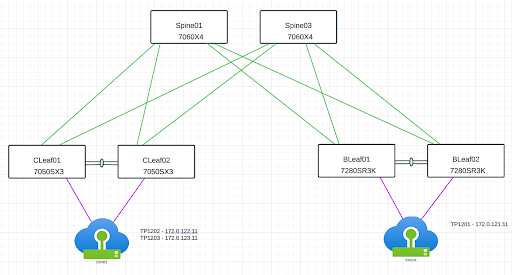 Spine01
7060X4
Spine03
7060X4
CLeaf01
7050SX3
CLeaf02
7050SX3
BLeaf01
7280SR3K
BLeaf02
7280SR3K
TP1202 - 172.0.122.11
TP1203 - 172.0.123.11
TP1201 - 172.0.121.11